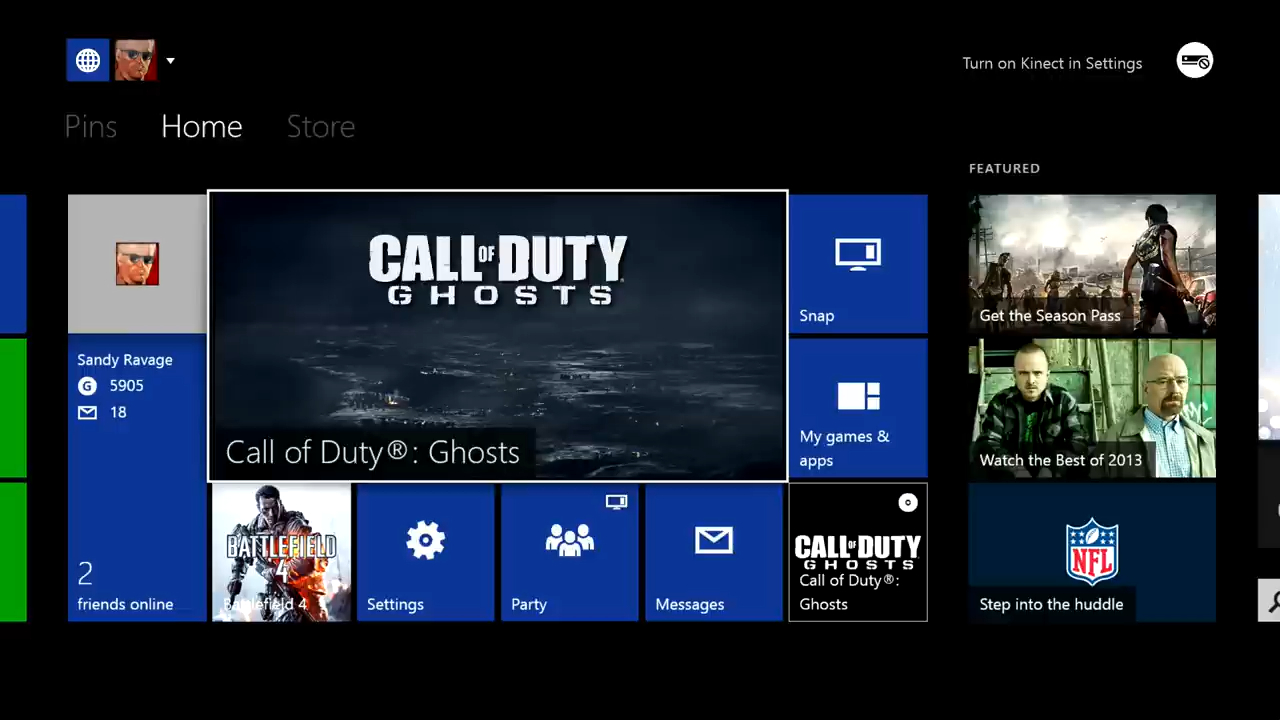 Turn on Kinect in Settings
Pins Home Store
FEATURED
CALL OF DUTY
GHOSTS
Call of Duty®: Ghosts
Sandy Ravage
G 5905
18
2
friends online
Snap
My games &
apps
BATTLEFIELD
4
Battlefield 4
Settings
Party
Messages
CALL OF DUTY
GHOSTS
Call of Duty®:
Ghosts
Get the Season Pass
Watch the Best of 2013
NFL
Step into the huddle